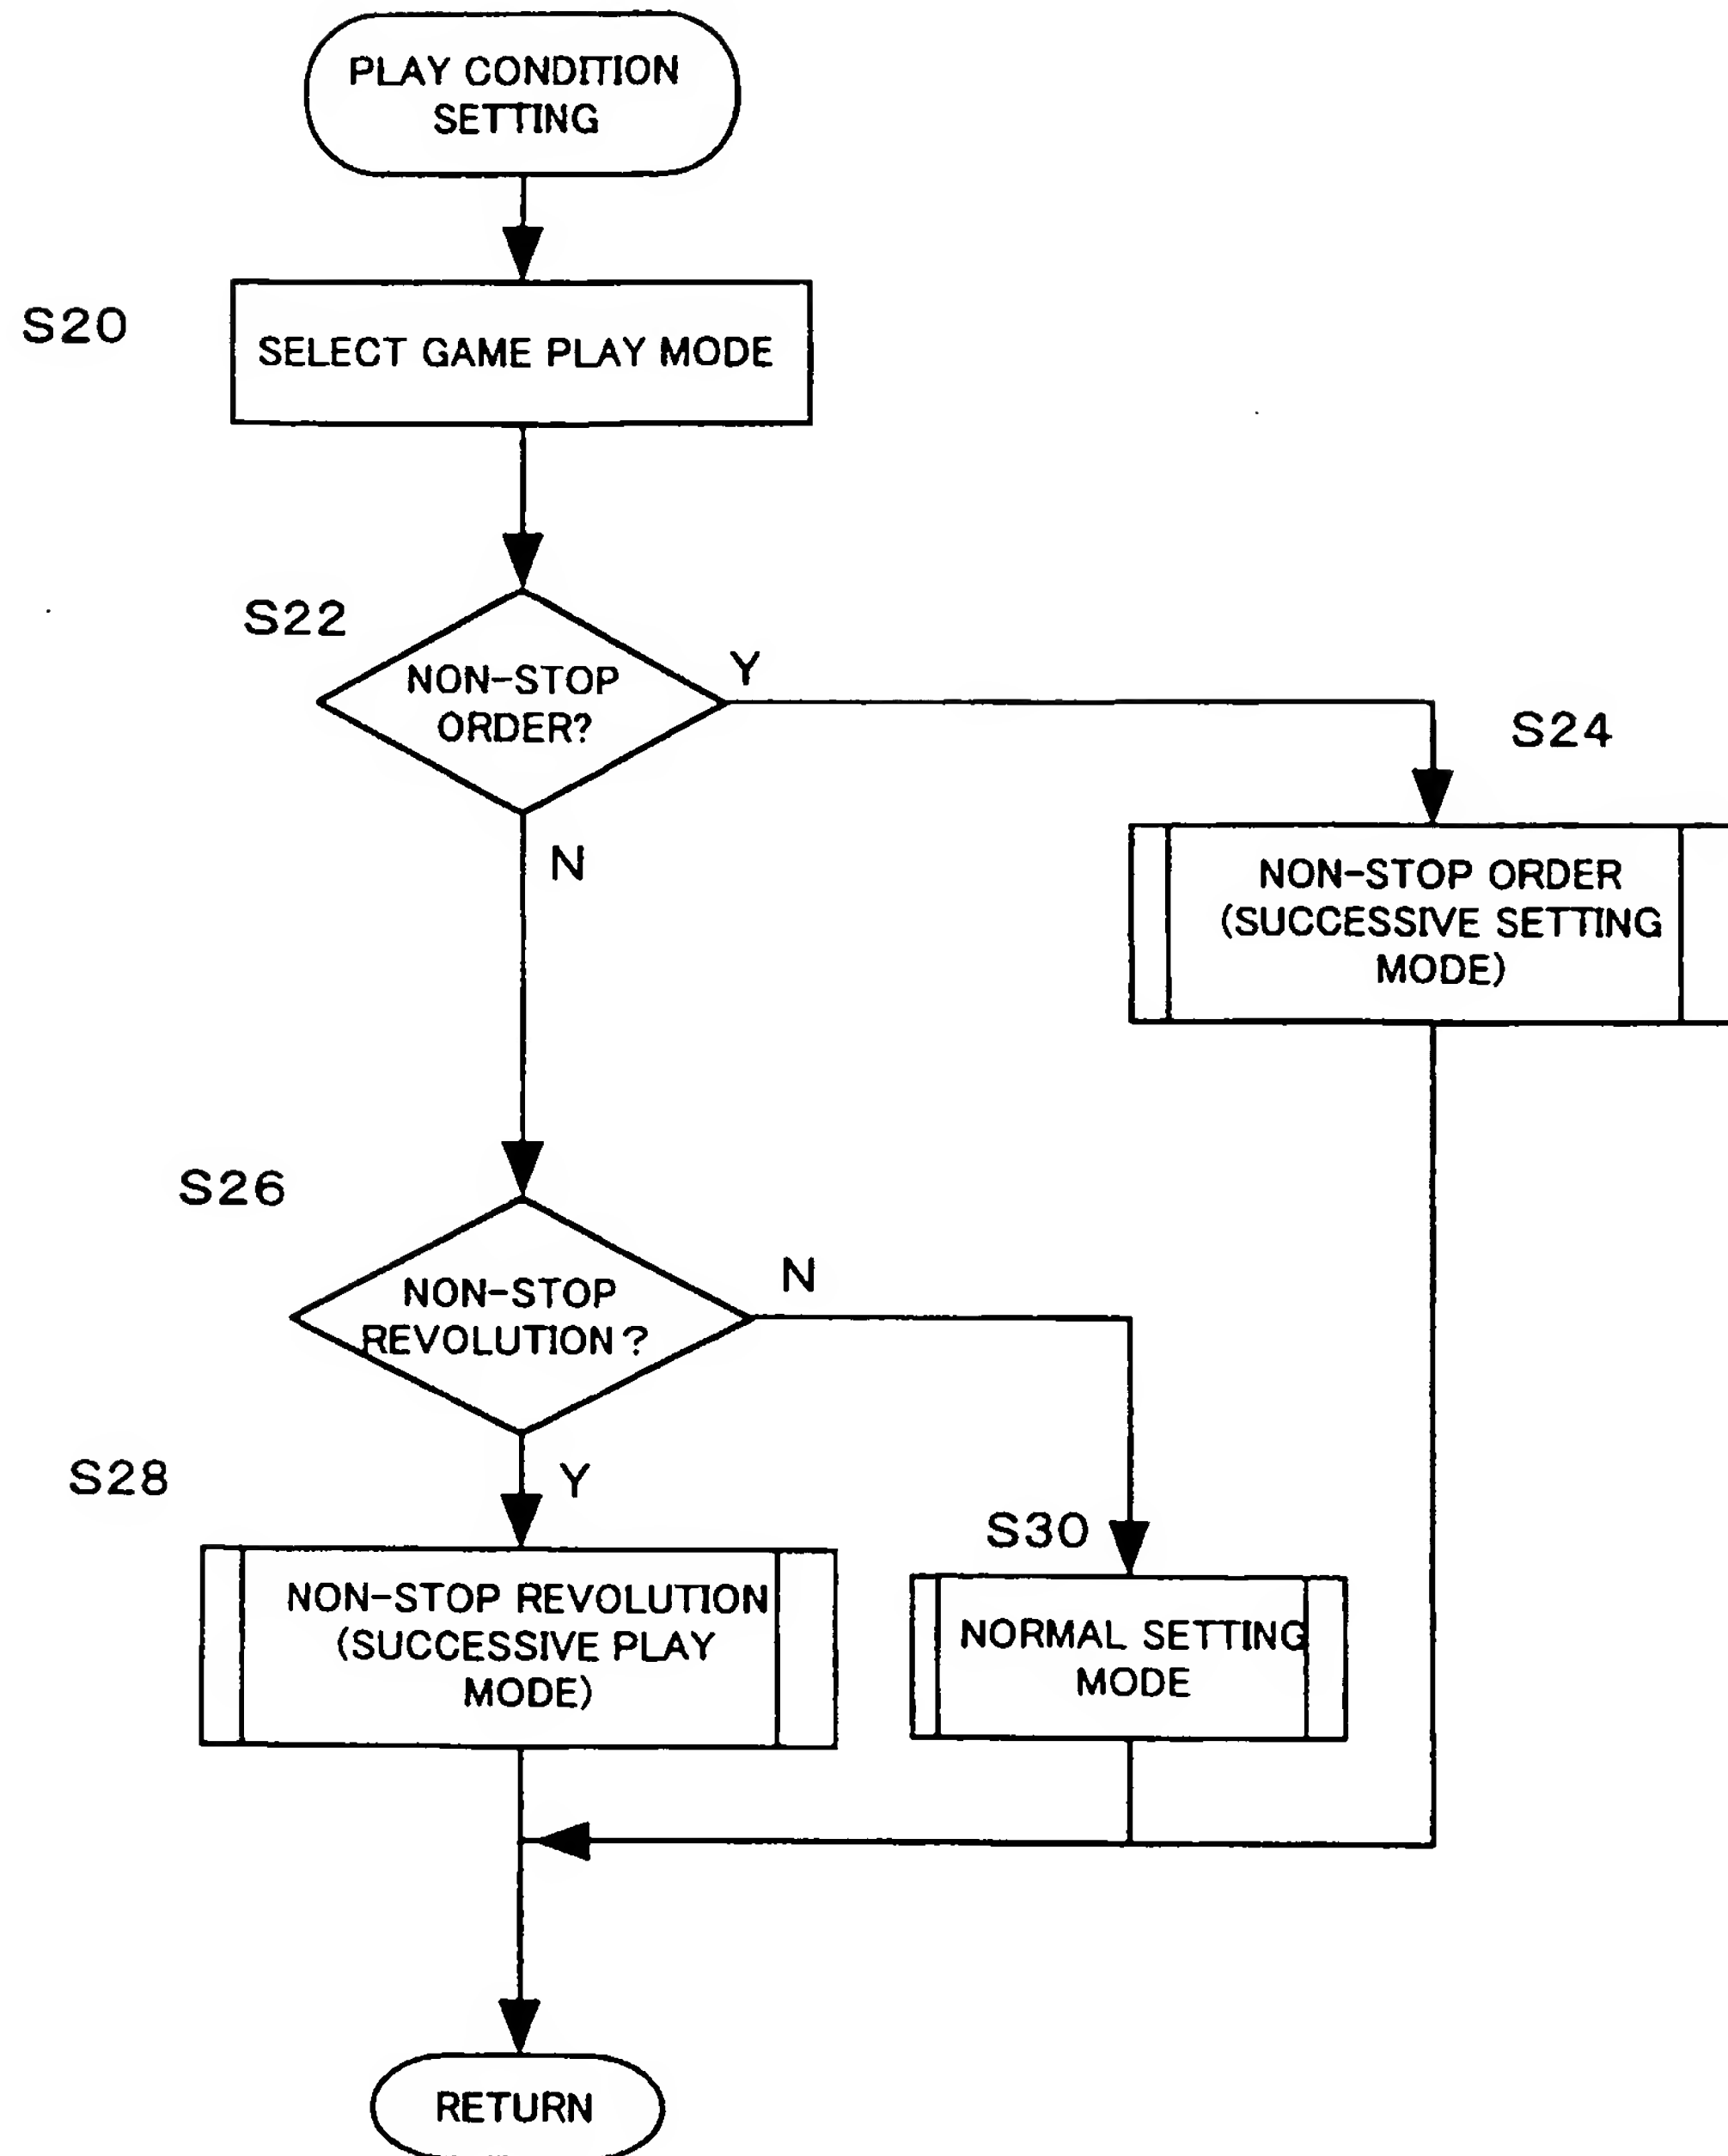 PLAY CONDITION
SETTING
S20
SELECT GAME PLAY MODE
S22
NON-STOP
ORDER?
Y
N
S24
NON-STOP ORDER
(SUCCESSIVE SETTING
MODE)
S26
NON-STOP
REVOLUTION?
N
Y
S28
NON-STOP REVOLUTION
(SUCCESSIVE PLAY
MODE)
S30
NORMAL SETTING
MODE
RETURN